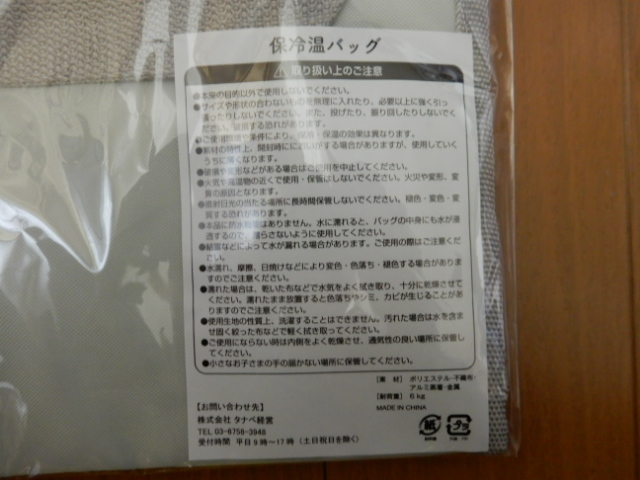 保冷温バッグ
取り扱い上のご注意
●本来の目的以外で使用しないでください。
●サイズや形状の合わないものを無理に入れたり、必要以上に強く引っ
張ったりしないでください。また、投げたり、振り回したりしないでく
ださい。破損する恐れがあります。
●ご使用環境や条件により、保冷・保温の効果は異なります。
●素材の特性上、開封時ににおいがする場合がありますが、使用していく
うちに薄くなります。
●破損や変形などがある場合はご使用を中止してください。
●火気や高温物の近くで使用・保管はしないでください。火災や変形、変
質の原因となります。
●直射日光の当たる場所に長時間保管しないでください。褪色・変色・変
質する恐れがあります。
●本品に防水機能はありません。水に濡れると、バッグの中身にも水が浸
透するので、濡らさないように使用してください。
●結露などによって水が漏れる場合があります。ご使用の際はご注意くださ
い。
●水濡れ、摩擦、日焼けなどにより変色・色落ち・褪色する場合があります
のでご注意ください。
●濡れた場合は、乾いた布などで水気をよく拭き取り、十分に乾燥させて
ください。濡れたまま放置すると色落ちやシミ、カビが生じることがあ
りますのでご注意ください。
●使用生地の性質上、洗濯することはできません。汚れた場合は水を含ま
せ固く絞った布などで軽く拭き取ってください。
●ご使用にならない時は内側をよく乾燥させ、通気性の良い場所に保管し
てください。
●小さなお子さまの手の届かない場所に保管してください。
[素 材] ポリエステル・不織布・
アルミ蒸着・金属
[耐荷重] 6kg
MADE IN CHINA
【お問い合わせ先】
株式会社 タナベ経営
TEL 03-6758-3948
受付時間 平日9時〜17時（土日祝日を除く）
紙
プラ